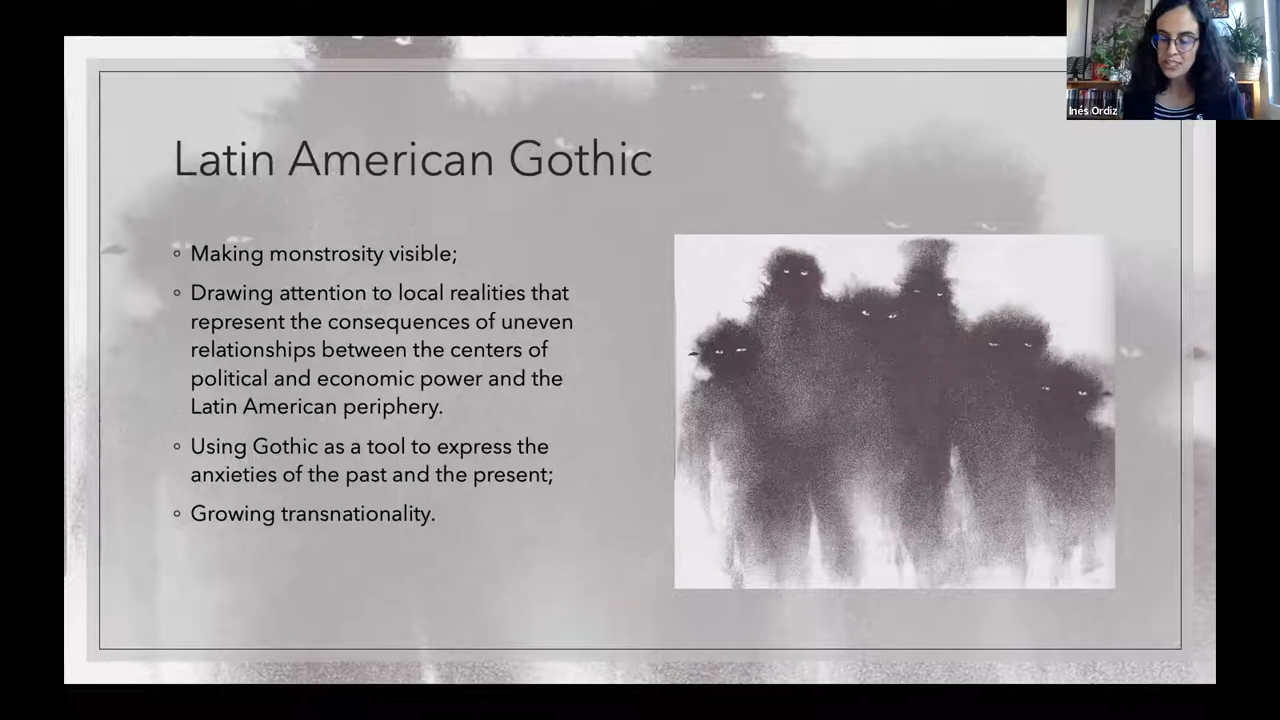 Latin American Gothic
Making monstrosity visible;
Drawing attention to local realities that
represent the consequences of uneven
relationships between the centers of
political and economic power and the
Latin American periphery.
Using Gothic as a tool to express the
anxieties of the past and the present;
Growing transnationality.
Inés Ordiz